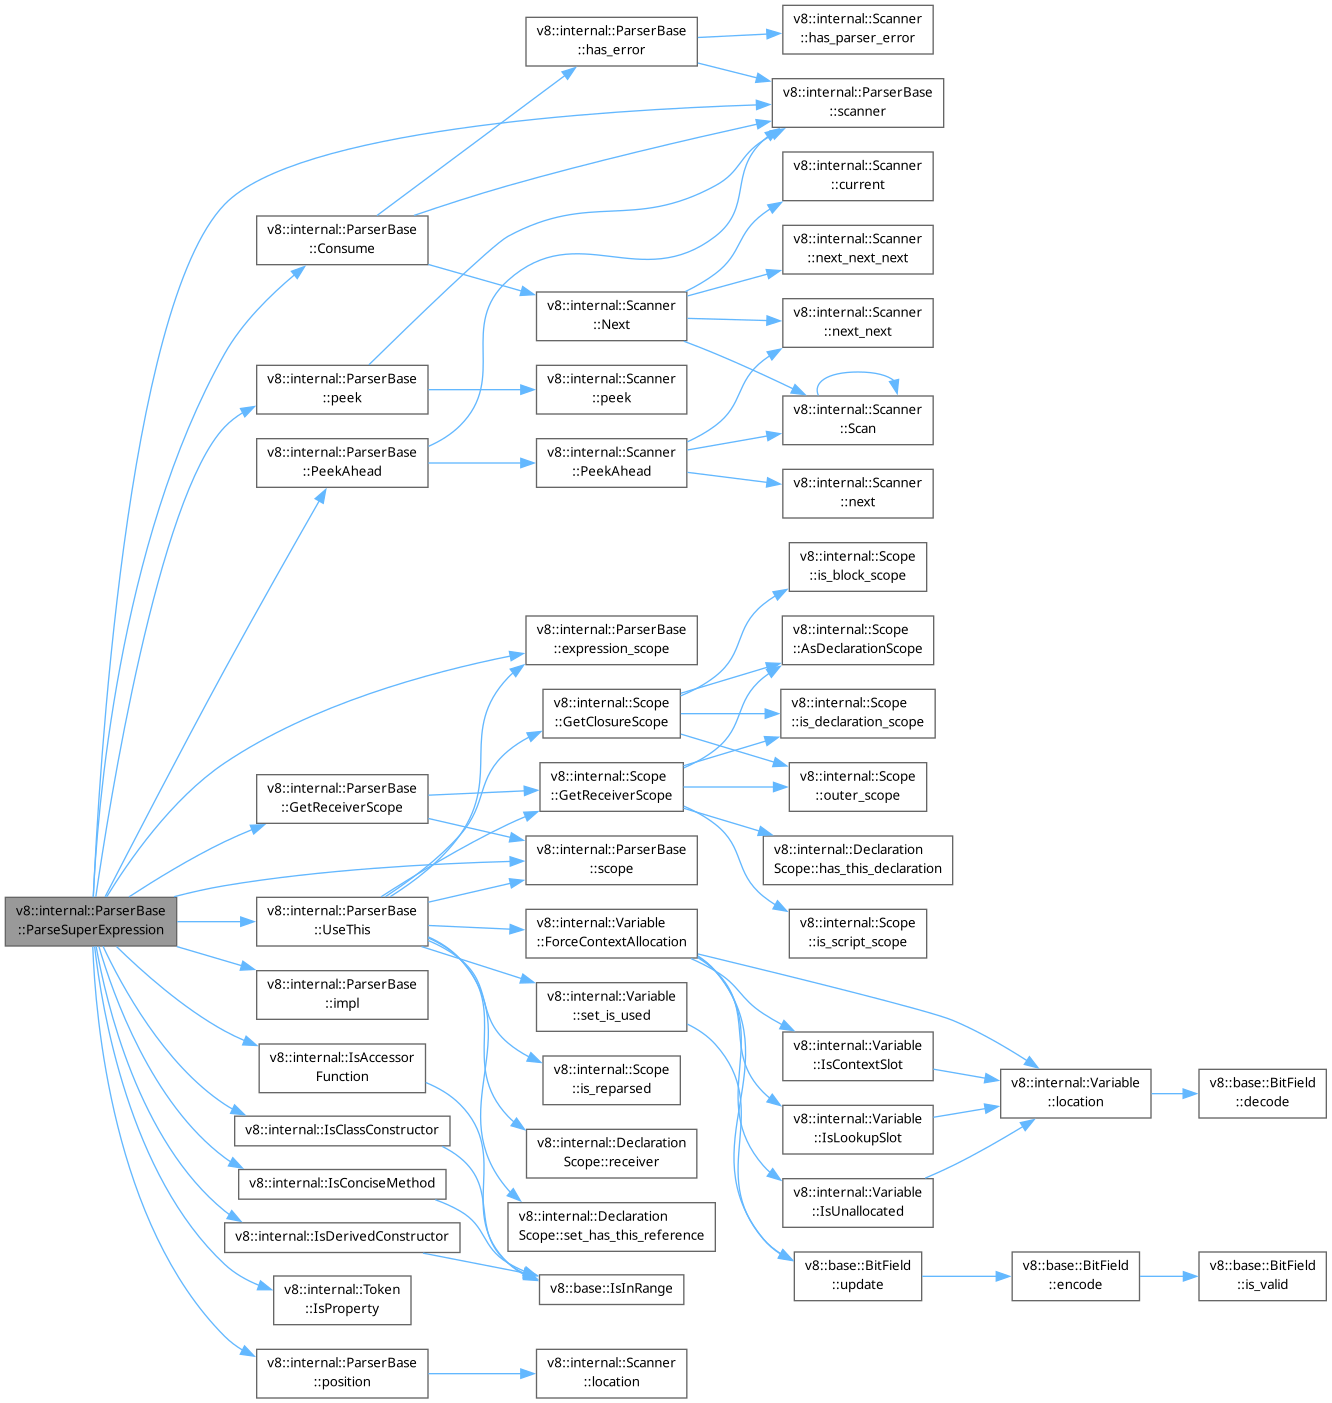 v8::internal::ParserBase
::ParseSuperExpression
v8::internal::ParserBase
::Consume
v8::internal::ParserBase
::peek
v8::internal::ParserBase
::PeekAhead
v8::internal::ParserBase
::GetReceiverScope
v8::internal::ParserBase
::UseThis
v8::internal::ParserBase
::impl
v8::internal::IsAccessor
Function
v8::internal::IsClassConstructor
v8::internal::IsConciseMethod
v8::internal::IsDerivedConstructor
v8::internal::Token
::IsProperty
v8::internal::ParserBase
::position
v8::internal::ParserBase
::has_error
v8::internal::Scanner
::Next
v8::internal::Scanner
::peek
v8::internal::Scanner
::PeekAhead
v8::internal::ParserBase
::expression_scope
v8::internal::Scope
::GetClosureScope
v8::internal::Scope
::GetReceiverScope
v8::internal::ParserBase
::scope
v8::internal::Variable
::ForceContextAllocation
v8::internal::Variable
::set_is_used
v8::internal::Scope
::is_reparsed
v8::internal::Declaration
Scope::receiver
v8::internal::Declaration
Scope::set_has_this_reference
v8::base::IsInRange
v8::internal::Scanner
::location
v8::internal::Scanner
::has_parser_error
v8::internal::ParserBase
::scanner
v8::internal::Scanner
::current
v8::internal::Scanner
::next_next_next
v8::internal::Scanner
::next_next
v8::internal::Scanner
::Scan
v8::internal::Scanner
::next
v8::internal::Scope
::is_block_scope
v8::internal::Scope
::AsDeclarationScope
v8::internal::Scope
::is_declaration_scope
v8::internal::Scope
::outer_scope
v8::internal::Declaration
Scope::has_this_declaration
v8::internal::Scope
::is_script_scope
v8::internal::Variable
::IsContextSlot
v8::internal::Variable
::IsLookupSlot
v8::internal::Variable
::IsUnallocated
v8::base::BitField
::update
v8::internal::Variable
::location
v8::base::BitField
::encode
v8::base::BitField
::decode
v8::base::BitField
::is_valid